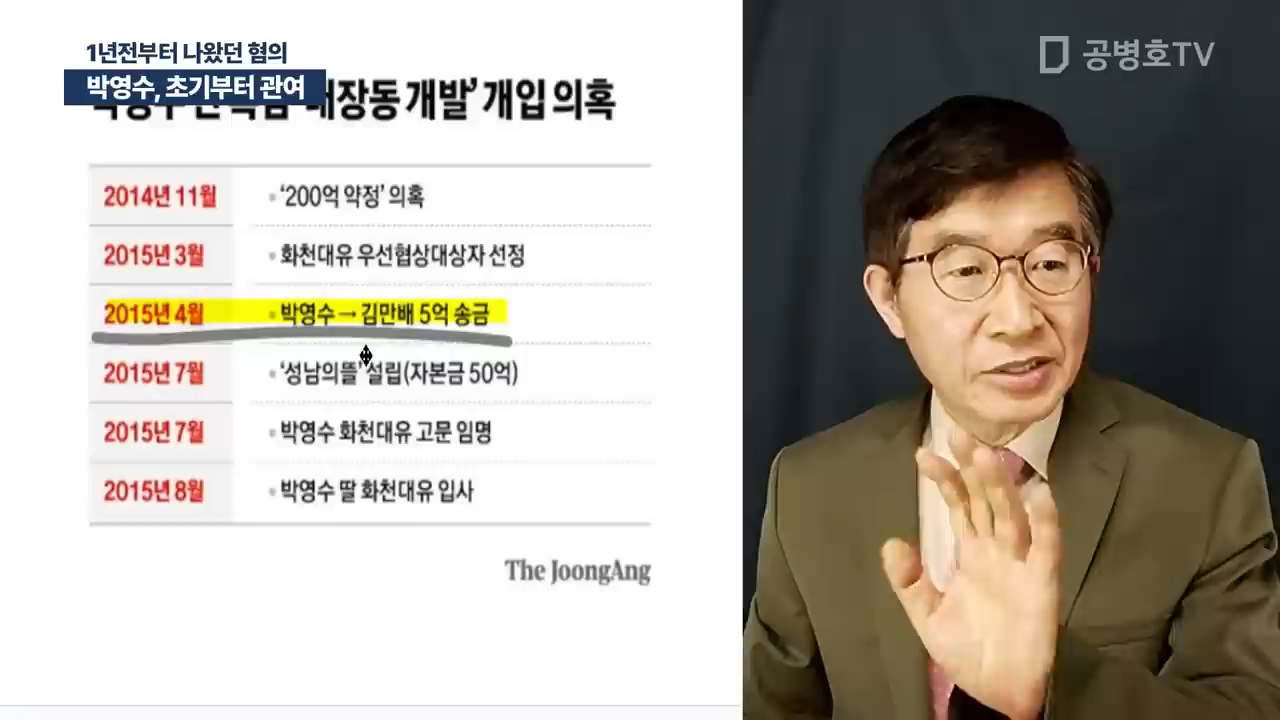 1년전부터 나왔던 혐의
박영수, 초기부터 관여
개발’ 개입 의혹
공병호TV
2014년 11월 ‘200억 약정’ 의혹
2015년 3월 화천대유 우선협상대상자 선정
2015년 4월 박영수→김만배 5억 송금
2015년 7월 ‘성남의뜰’ 설립(자본금 50억)
2015년 7월 박영수 화천대유 고문 임명
2015년 8월 박영수 딸 화천대유 입사
The JoongAng